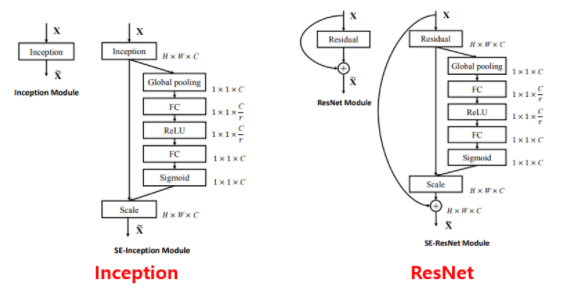 X
Inception
X̃
Inception Module
X
Inception
H × W × C
Global pooling
1 × 1 × C
FC
1 × 1 × C/r
ReLU
1 × 1 × C/r
FC
1 × 1 × C
Sigmoid
1 × 1 × C
Scale
H × W × C
X̃
SE-Inception Module
Inception
X
Residual
+
X̃
ResNet Module
X
Residual
H × W × C
Global pooling
1 × 1 × C
FC
1 × 1 × C/r
ReLU
1 × 1 × C/r
FC
1 × 1 × C
Sigmoid
1 × 1 × C
Scale
H × W × C
+
H × W × C
X̃
SE-ResNet Module
ResNet